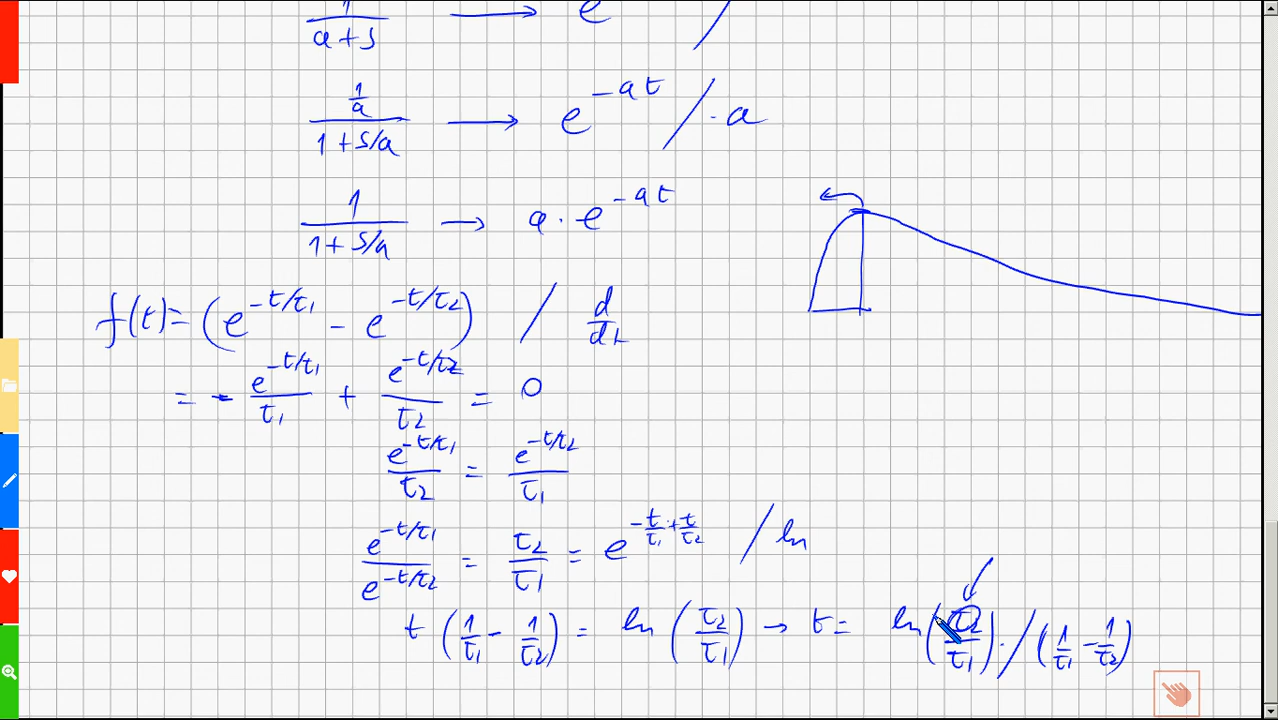 1/(a+s) → e /
(1/a)/(1+s/a) → e^(-at) / · a
1/(1+s/a) → a · e^(-at)
f(t) = (e^(-t/τ1) - e^(-t/τ2)) / d/dt
= - e^(-t/τ1)/τ1 + e^(-t/τ2)/τ2 = 0
e^(-t/τ1)/τ2 = e^(-t/τ2)/τ1
e^(-t/τ1)/e^(-t/τ2) = τ2/τ1 = e^(-t/τ1 + t/τ2) / ln
t (1/τ1 - 1/τ2) = ln (τ2/τ1) → t = ln (τ2/τ1) · / (1/τ1 - 1/τ2)